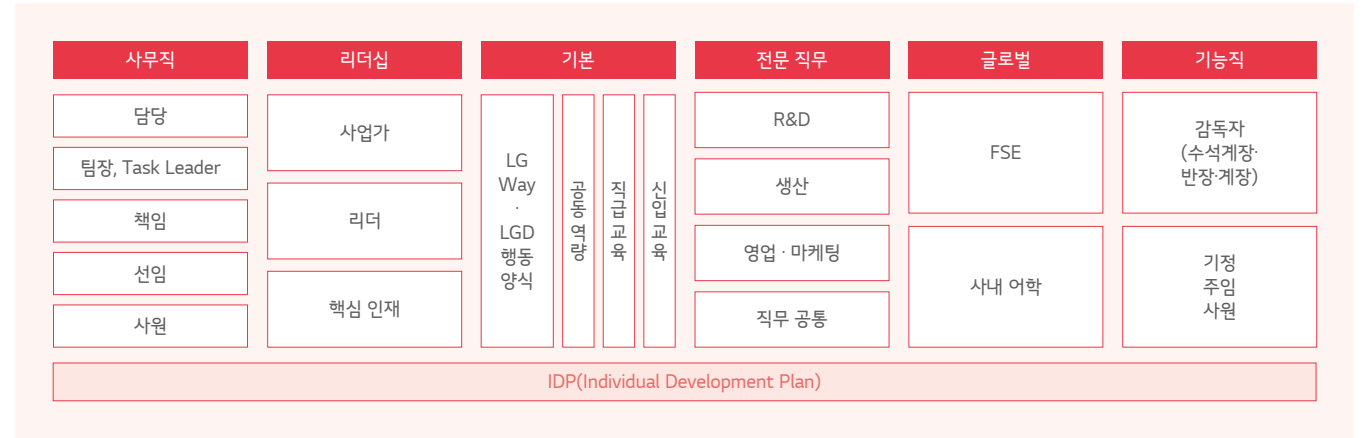 사무직
담당
팀장, Task Leader
책임
선임
사원
리더십
사업가
리더
핵심 인재
기본
LG
Way
·
LGD
행동
양식
공동 역량
직급 교육
신입 교육
전문 직무
R&D
생산
영업 · 마케팅
직무 공통
글로벌
FSE
사내 어학
기능직
감독자
(수석계장·
반장·계장)
기정
주임
사원
IDP(Individual Development Plan)